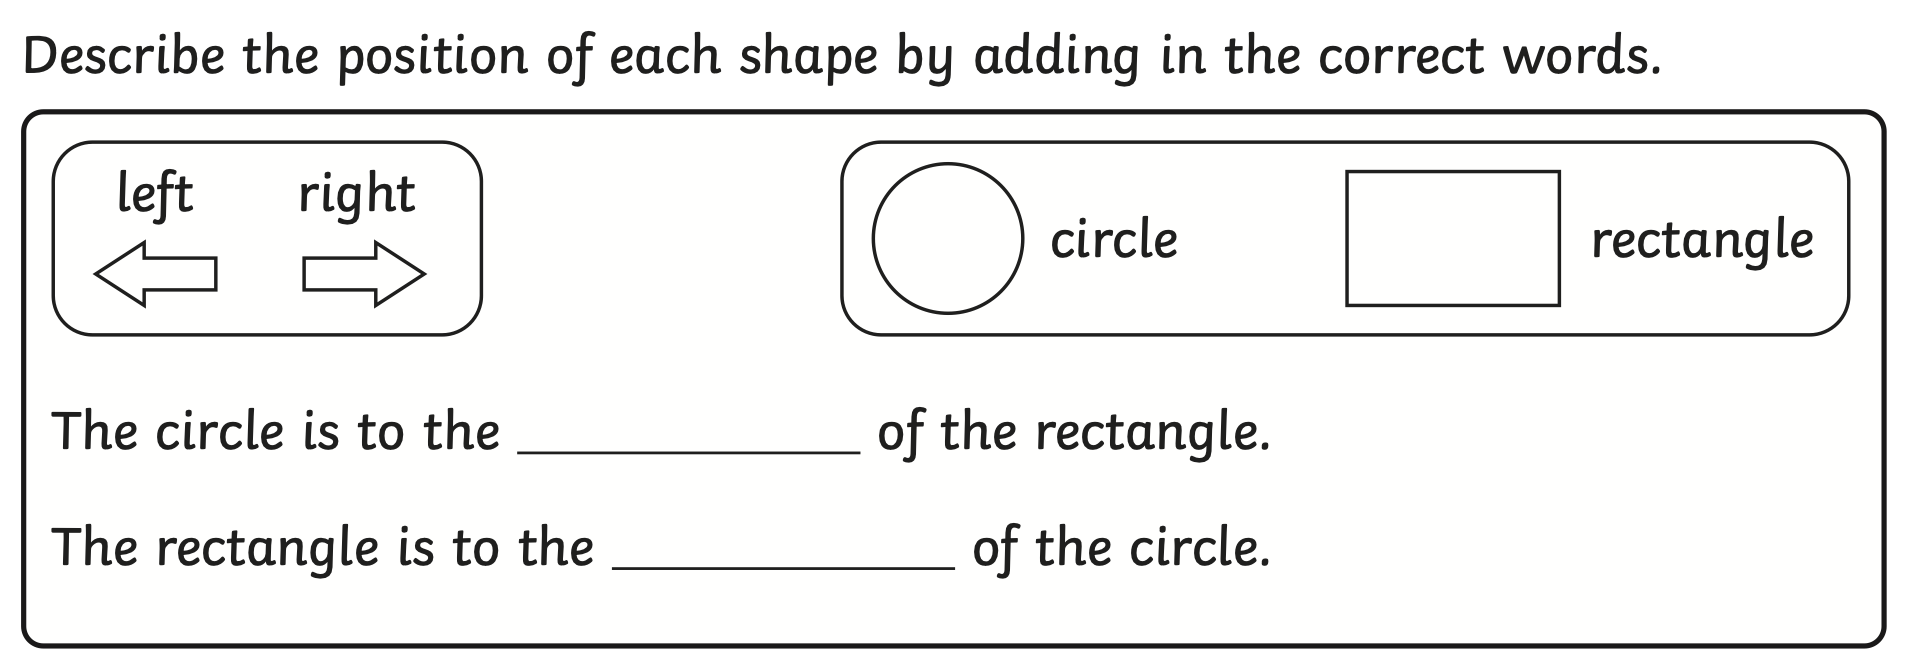 Describe the position of each shape by adding in the correct words.
left right
circle rectangle
The circle is to the ____________ of the rectangle.
The rectangle is to the ____________ of the circle.